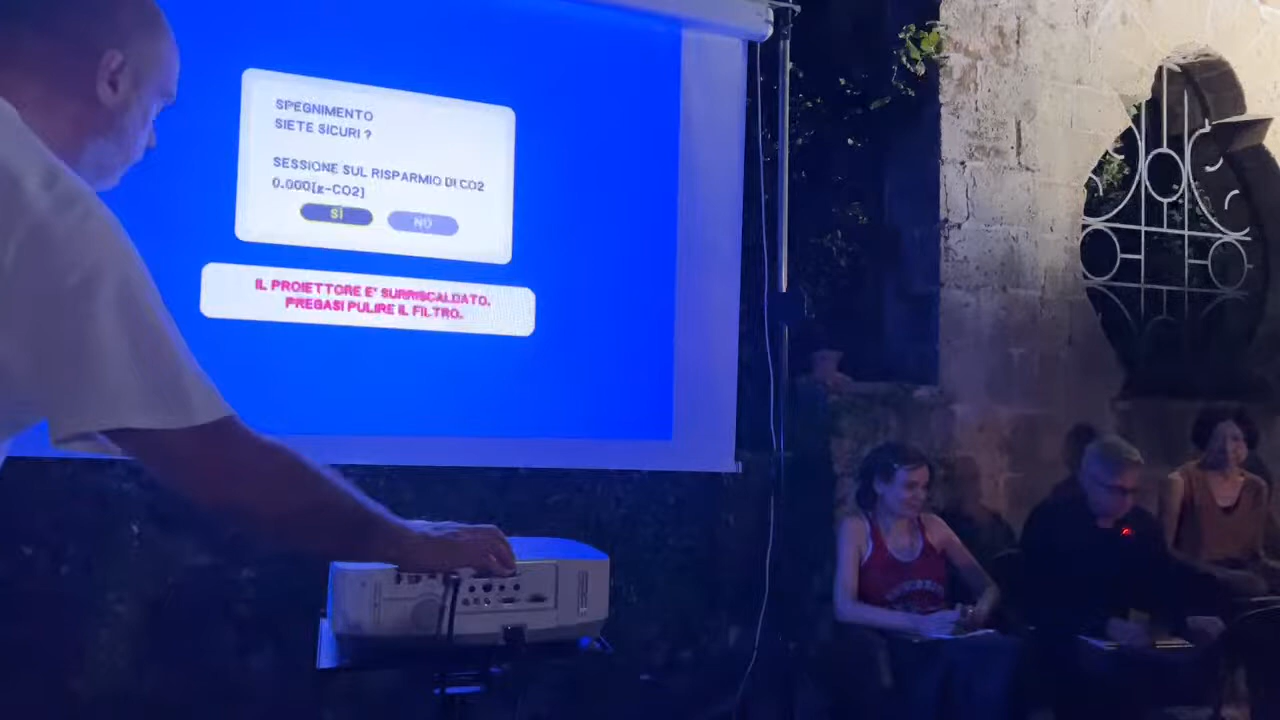 SPEGNIMENTO
SIETE SICURI ?
SESSIONE SUL RISPARMIO DI CO2
0.000[g-CO2]
SÌ
NO
IL PROIETTORE E' SURRISCALDATO.
PREGASI PULIRE IL FILTRO.